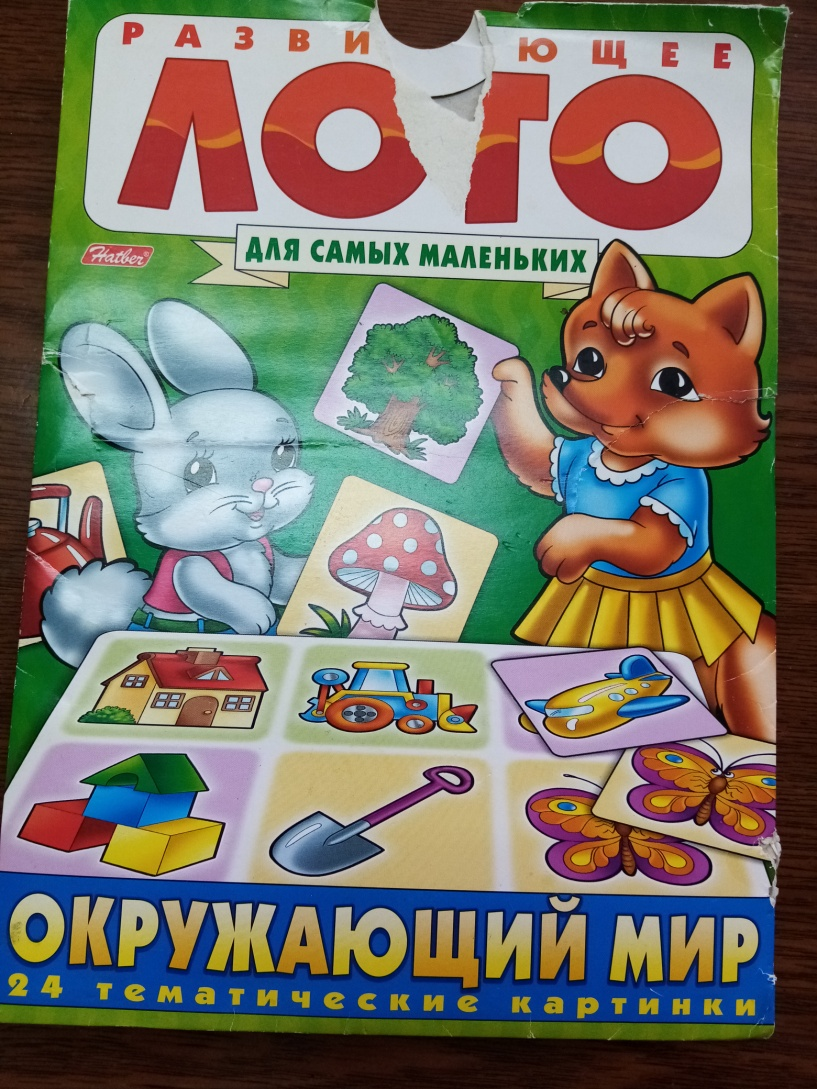 РАЗВИ ЮЩЕЕ
ЛОТО
Hatber®
ДЛЯ САМЫХ МАЛЕНЬКИХ
ОКРУЖАЮЩИЙ МИР
24 тематические картинки